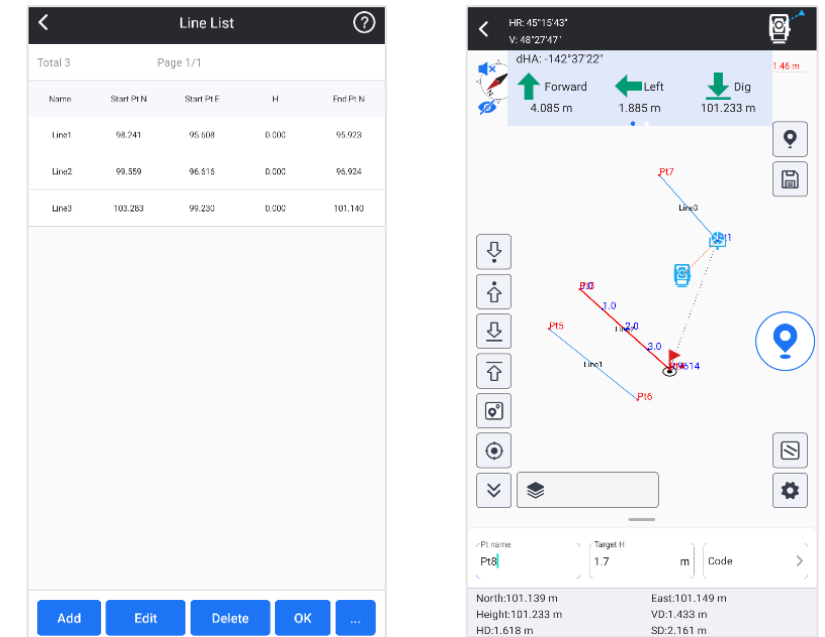 Line List
Total 3 Page 1/1
Name Start Pt N Start Pt E H End Pt N
Line1 98.241 95.608 0.000 95.923
Line2 99.559 96.616 0.000 96.924
Line3 103.283 99.230 0.000 101.140
Add Edit Delete OK ...
HR: 45°15'43"
V: 48°27'47"
dHA: -142°37'22"
Forward Left Dig
4.085 m 1.885 m 101.233 m
1.46 m
Pt7
Line3
1.0
Pt5
2.0
3.0
Line1
Pt6
Pt name Target H
Pt8 1.7 m Code
North:101.139 m East:101.149 m
Height:101.233 m VD:1.433 m
HD:1.618 m SD:2.161 m